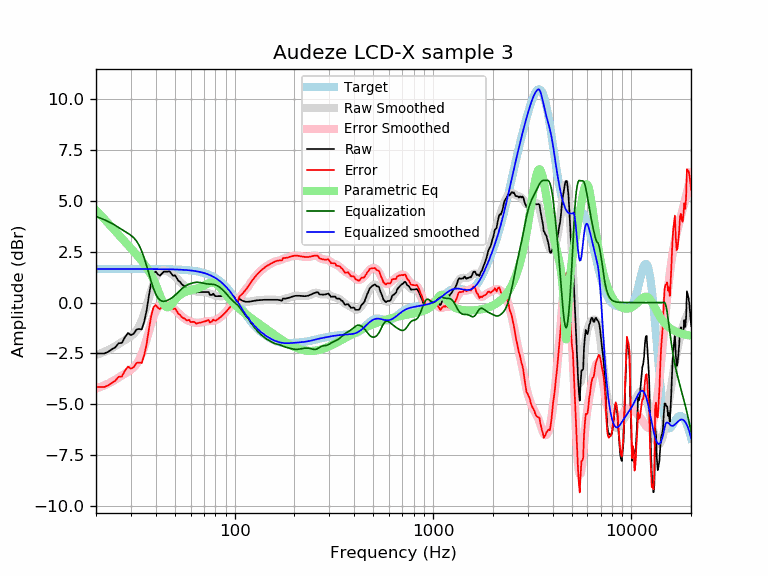 Audeze LCD-X sample 3
Target
Raw Smoothed
Error Smoothed
Raw
Error
Parametric Eq
Equalization
Equalized smoothed
10.0
7.5
5.0
2.5
0.0
−2.5
−5.0
−7.5
−10.0
Amplitude (dBr)
100 1000 10000
Frequency (Hz)